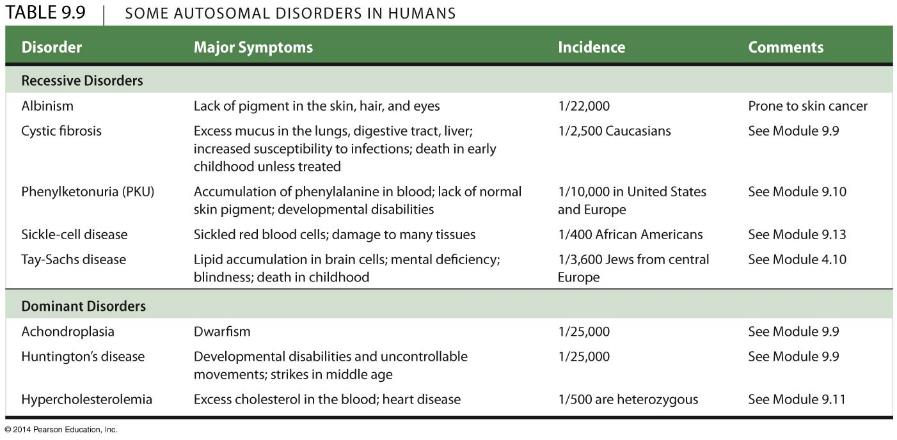 TABLE 9.9 | SOME AUTOSOMAL DISORDERS IN HUMANS
Disorder Major Symptoms Incidence Comments
Recessive Disorders
Albinism Lack of pigment in the skin, hair, and eyes 1/22,000 Prone to skin cancer
Cystic fibrosis Excess mucus in the lungs, digestive tract, liver; 1/2,500 Caucasians See Module 9.9
increased susceptibility to infections; death in early
childhood unless treated
Phenylketonuria (PKU) Accumulation of phenylalanine in blood; lack of normal 1/10,000 in United States See Module 9.10
skin pigment; developmental disabilities and Europe
Sickle-cell disease Sickled red blood cells; damage to many tissues 1/400 African Americans See Module 9.13
Tay-Sachs disease Lipid accumulation in brain cells; mental deficiency; 1/3,600 Jews from central See Module 4.10
blindness; death in childhood Europe
Dominant Disorders
Achondroplasia Dwarfism 1/25,000 See Module 9.9
Huntington's disease Developmental disabilities and uncontrollable 1/25,000 See Module 9.9
movements; strikes in middle age
Hypercholesterolemia Excess cholesterol in the blood; heart disease 1/500 are heterozygous See Module 9.11
© 2014 Pearson Education, Inc.